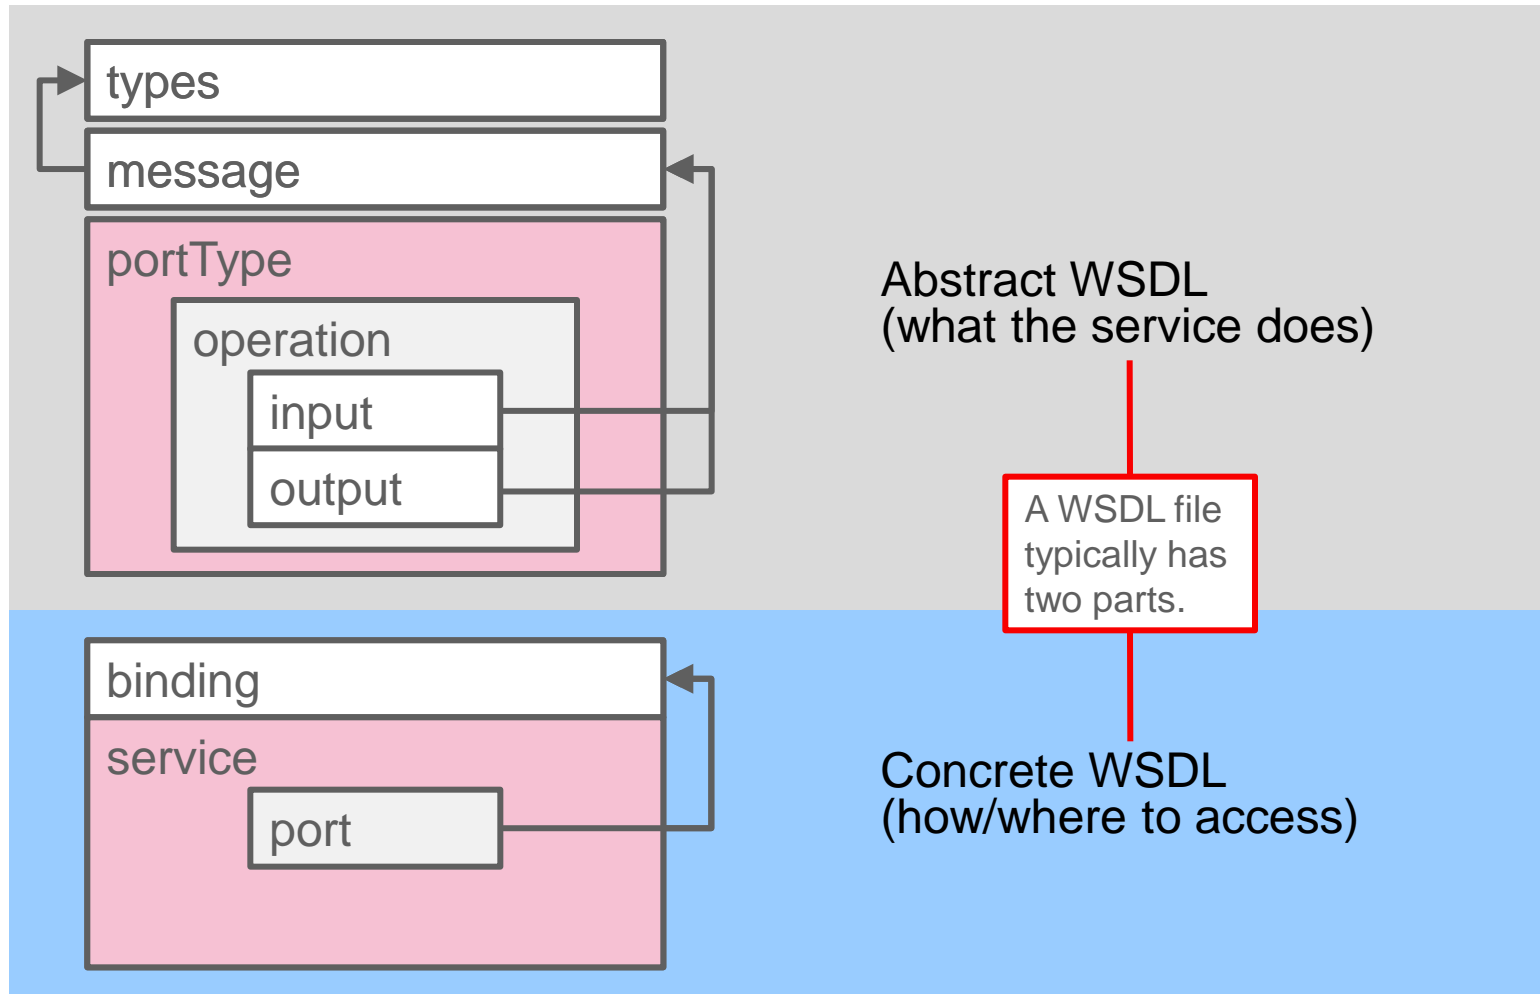 types
message
portType
operation
input
output
Abstract WSDL
(what the service does)
A WSDL file
typically has
two parts.
binding
service
port
Concrete WSDL
(how/where to access)